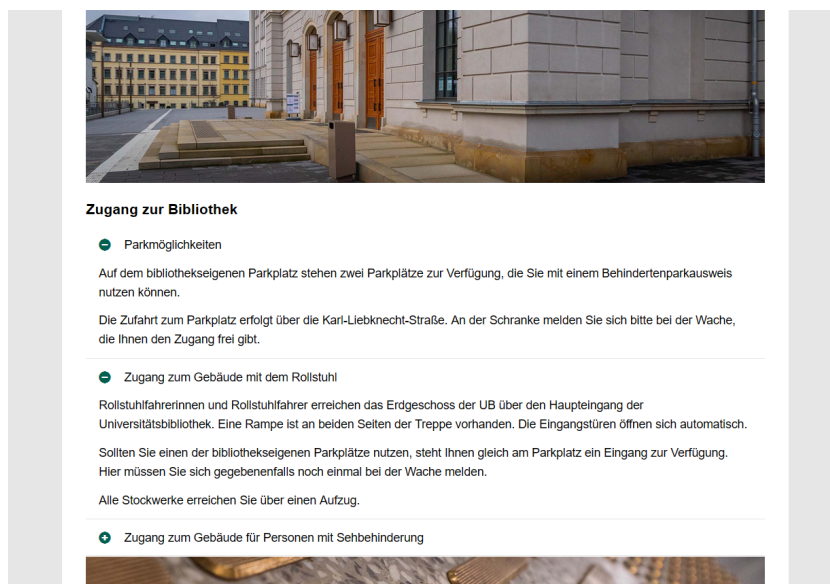 Zugang zur Bibliothek
Parkmöglichkeiten
Auf dem bibliothekseigenen Parkplatz stehen zwei Parkplätze zur Verfügung, die Sie mit einem Behindertenparkausweis
nutzen können.
Die Zufahrt zum Parkplatz erfolgt über die Karl-Liebknecht-Straße. An der Schranke melden Sie sich bitte bei der Wache,
die Ihnen den Zugang frei gibt.
Zugang zum Gebäude mit dem Rollstuhl
Rollstuhlfahrerinnen und Rollstuhlfahrer erreichen das Erdgeschoss der UB über den Haupteingang der
Universitätsbibliothek. Eine Rampe ist an beiden Seiten der Treppe vorhanden. Die Eingangstüren öffnen sich automatisch.
Sollten Sie einen der bibliothekseigenen Parkplätze nutzen, steht Ihnen gleich am Parkplatz ein Eingang zur Verfügung.
Hier müssen Sie sich gegebenenfalls noch einmal bei der Wache melden.
Alle Stockwerke erreichen Sie über einen Aufzug.
Zugang zum Gebäude für Personen mit Sehbehinderung